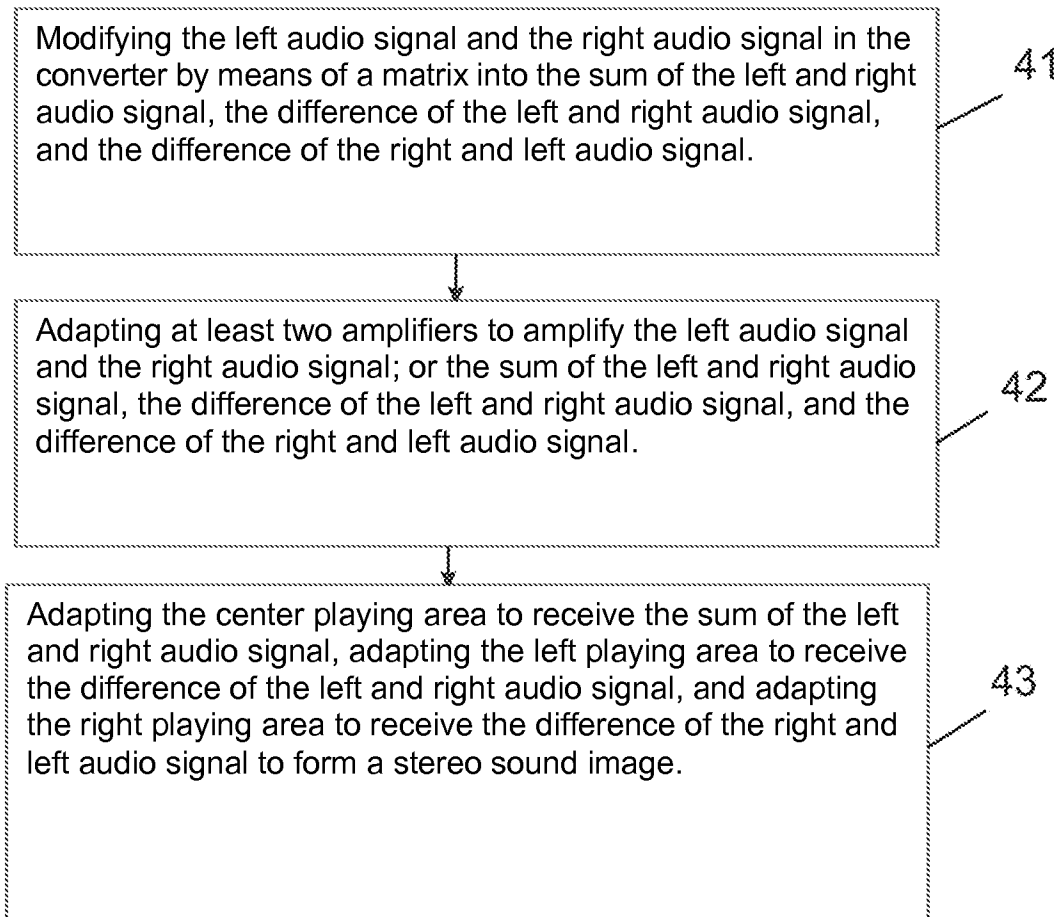 Modifying the left audio signal and the right audio signal in the
converter by means of a matrix into the sum of the left and right
audio signal, the difference of the left and right audio signal,
and the difference of the right and left audio signal.
41
Adapting at least two amplifiers to amplify the left audio signal
and the right audio signal; or the sum of the left and right audio
signal, the difference of the left and right audio signal, and the
difference of the right and left audio signal.
42
Adapting the center playing area to receive the sum of the left
and right audio signal, adapting the left playing area to receive
the difference of the left and right audio signal, and adapting
the right playing area to receive the difference of the right and
left audio signal to form a stereo sound image.
43